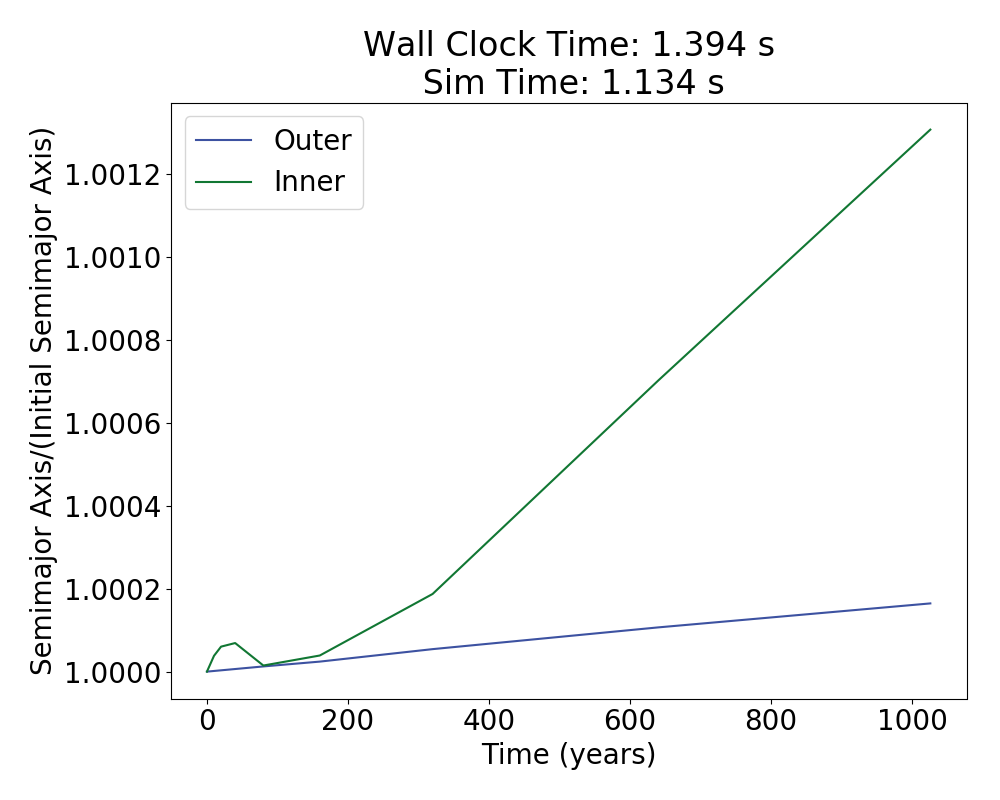 Wall Clock Time: 1.394 s
Sim Time: 1.134 s
Outer
Inner
Semimajor Axis/(Initial Semimajor Axis)
1.0012
1.0010
1.0008
1.0006
1.0004
1.0002
1.0000
0 200 400 600 800 1000
Time (years)